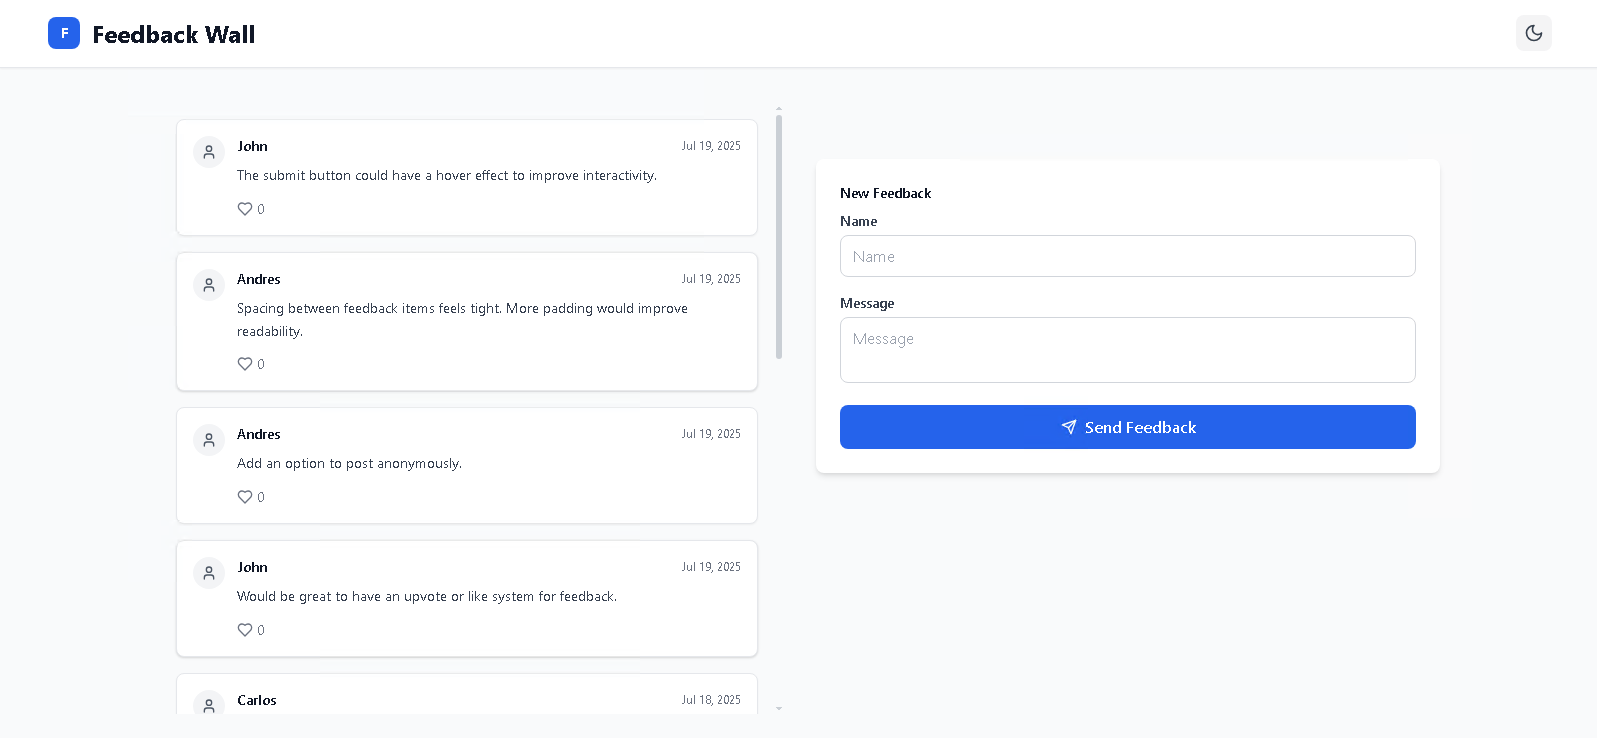 F
Feedback Wall
John
Jul 19, 2025
The submit button could have a hover effect to improve interactivity.
0
Andres
Jul 19, 2025
Spacing between feedback items feels tight. More padding would improve
readability.
0
Andres
Jul 19, 2025
Add an option to post anonymously.
0
John
Jul 19, 2025
Would be great to have an upvote or like system for feedback.
0
Carlos
Jul 18, 2025
New Feedback
Name
Name
Message
Message
Send Feedback